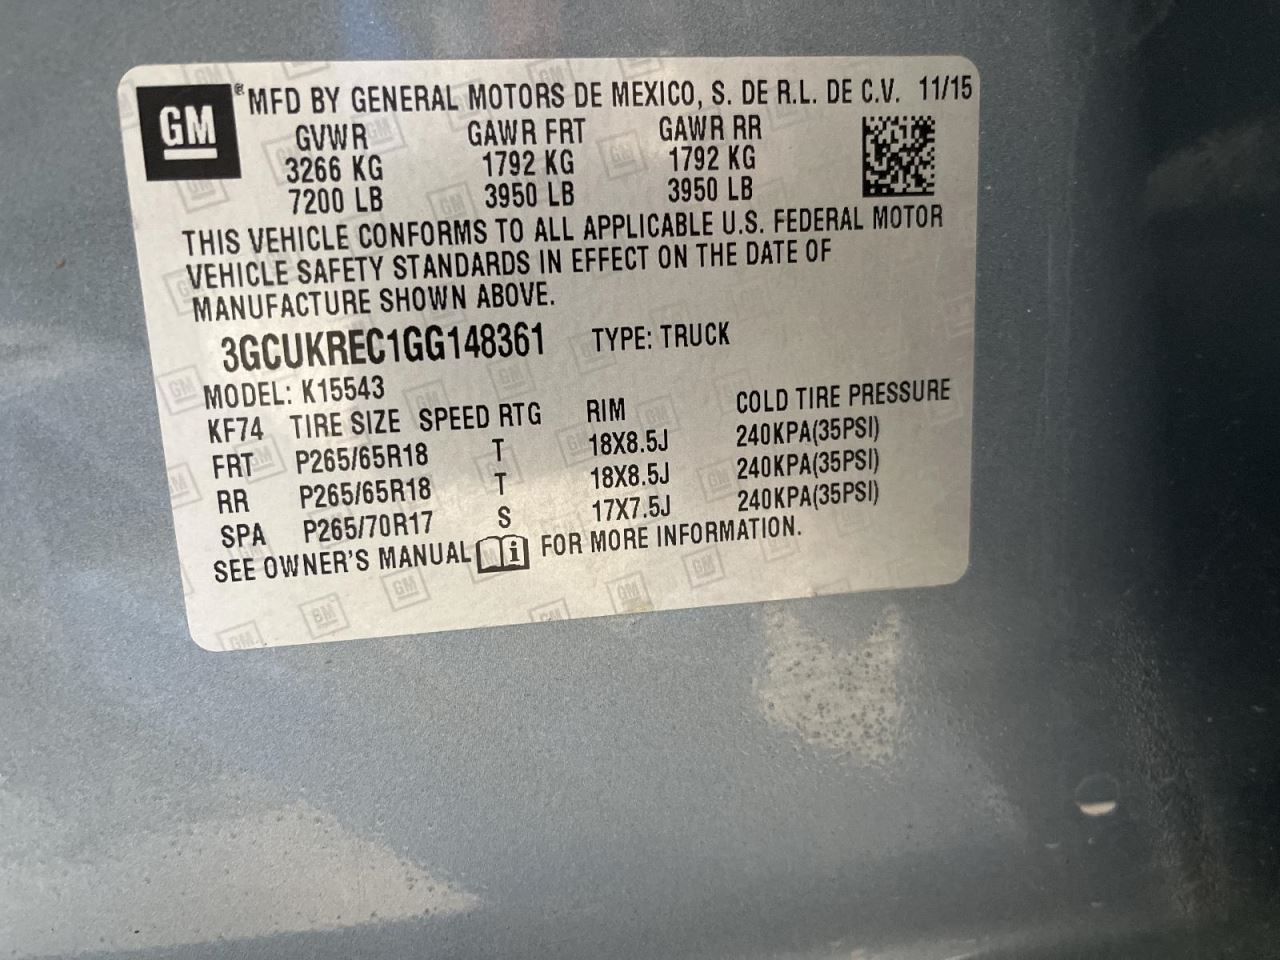 GM ® MFD BY GENERAL MOTORS DE MEXICO, S. DE R.L. DE C.V. 11/15
GVWR GAWR FRT GAWR RR
3266 KG 1792 KG 1792 KG
7200 LB 3950 LB 3950 LB
THIS VEHICLE CONFORMS TO ALL APPLICABLE U.S. FEDERAL MOTOR
VEHICLE SAFETY STANDARDS IN EFFECT ON THE DATE OF
MANUFACTURE SHOWN ABOVE.
3GCUKREC1GG148361 TYPE: TRUCK
MODEL: K15543
KF74 TIRE SIZE SPEED RTG RIM COLD TIRE PRESSURE
FRT P265/65R18 T 18X8.5J 240KPA(35PSI)
RR P265/65R18 T 18X8.5J 240KPA(35PSI)
SPA P265/70R17 S 17X7.5J 240KPA(35PSI)
SEE OWNER'S MANUAL i FOR MORE INFORMATION.